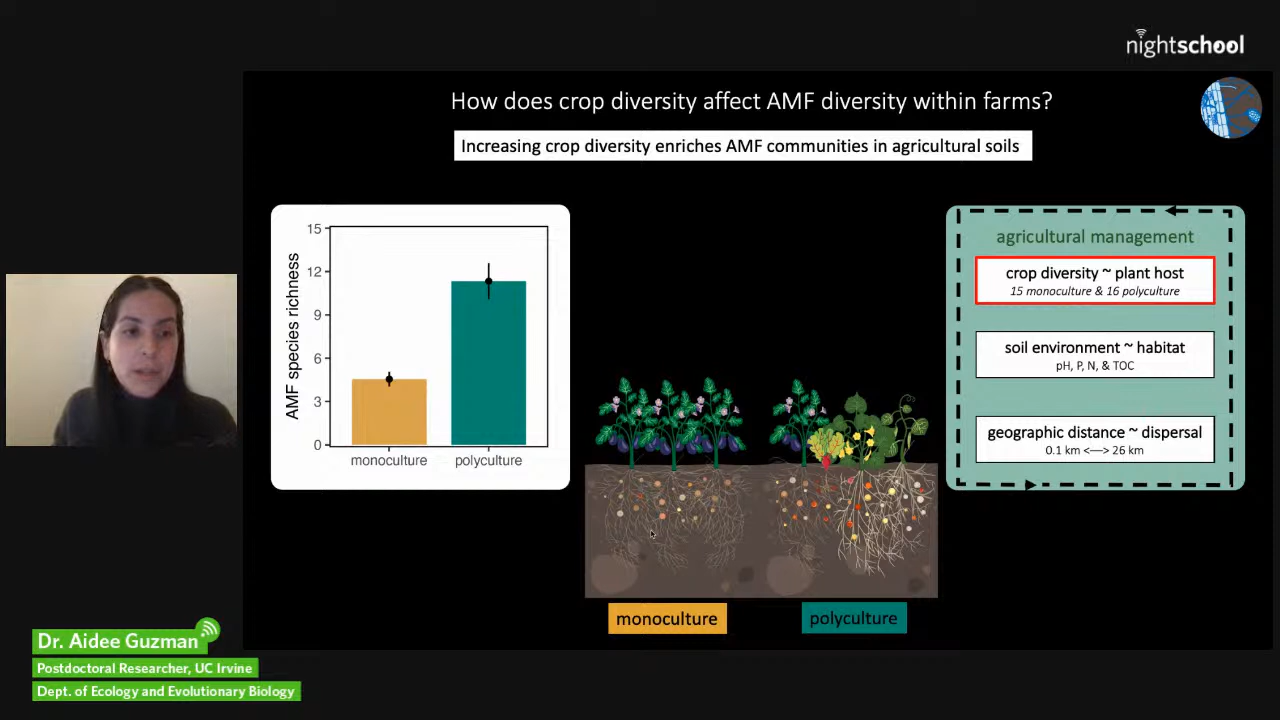 nightschool
How does crop diversity affect AMF diversity within farms?
Increasing crop diversity enriches AMF communities in agricultural soils
AMF species richness
15
12
9
6
3
0
monoculture
polyculture
monoculture
polyculture
agricultural management
crop diversity ~ plant host
15 monoculture & 16 polyculture
soil environment ~ habitat
pH, P, N, & TOC
geographic distance ~ dispersal
0.1 km <—> 26 km
Dr. Aidee Guzman
Postdoctoral Researcher, UC Irvine
Dept. of Ecology and Evolutionary Biology